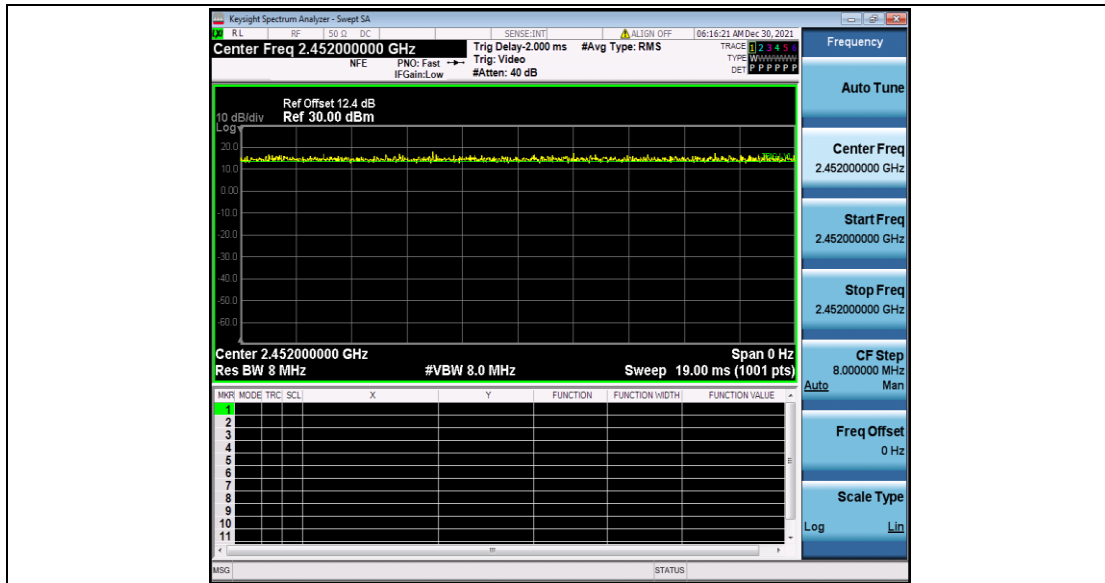 Keysight Spectrum Analyzer - Swept SA
RL RF 50 Ω DC SENSE:INT ALIGN OFF 06:16:21 AM Dec 30, 2021
Center Freq 2.452000000 GHz
NFE PNO: Fast IFGain:Low
Trig Delay-2.000 ms #Avg Type: RMS
Trig: Video
#Atten: 40 dB
TRACE 1 2 3 4 5 6
TYPE WWWWWW
DET P P P P P P
Ref Offset 12.4 dB
10 dB/div Ref 30.00 dBm
Log
20.0
10.0
0.00
-10.0
-20.0
-30.0
-40.0
-50.0
-60.0
Center 2.452000000 GHz Span 0 Hz
Res BW 8 MHz #VBW 8.0 MHz Sweep 19.00 ms (1001 pts)
MKR MODE TRC SCL X Y FUNCTION FUNCTION WIDTH FUNCTION VALUE
1
2
3
4
5
6
7
8
9
10
11
MSG STATUS
Frequency
Auto Tune
Center Freq
2.452000000 GHz
Start Freq
2.452000000 GHz
Stop Freq
2.452000000 GHz
CF Step
8.000000 MHz
Auto Man
Freq Offset
0 Hz
Scale Type
Log Lin